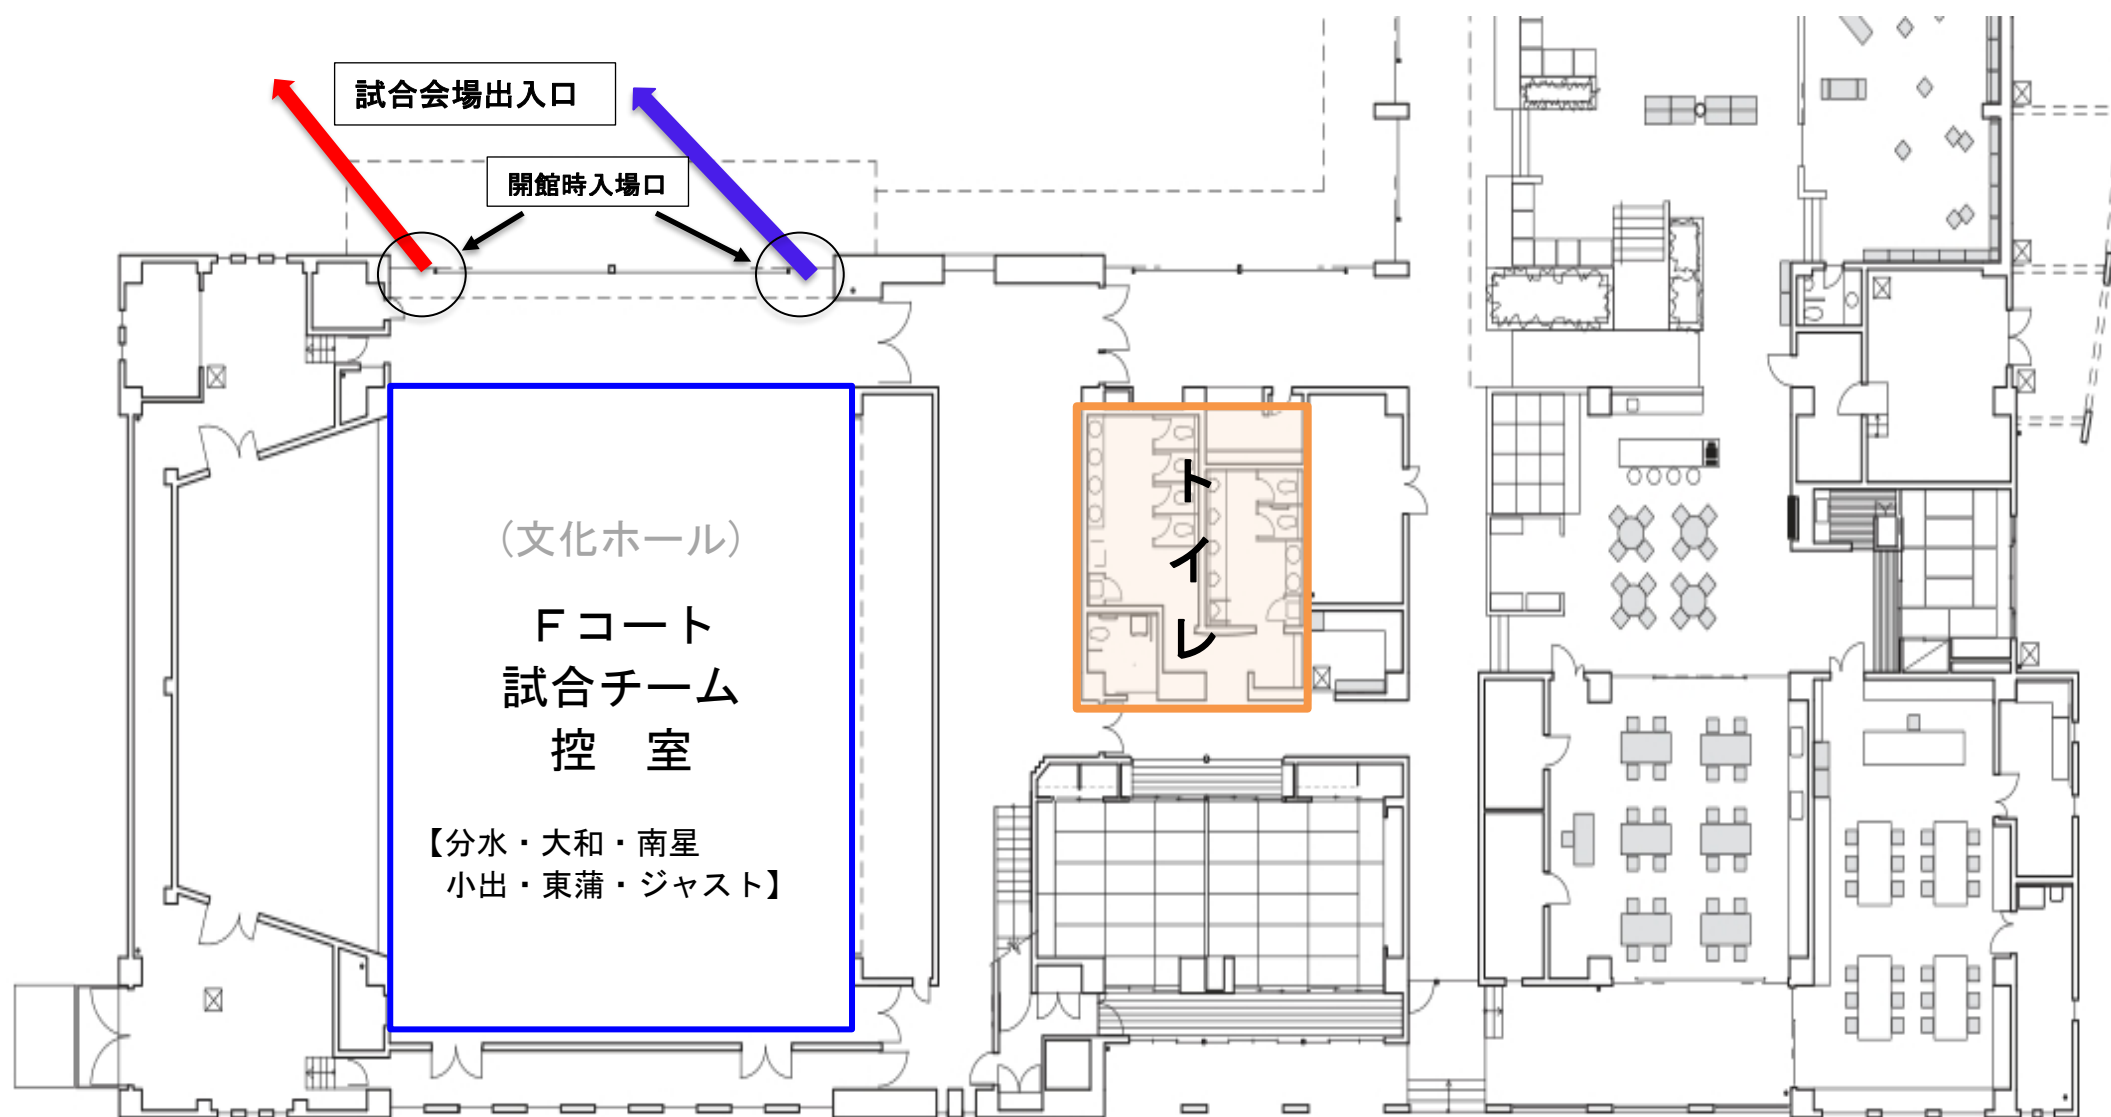 試合会場出入口
開館時入場口
（文化ホール）
Ｆコート
試合チーム
控　室
【分水・大和・南星
小出・東蒲・ジャスト】
トイレ